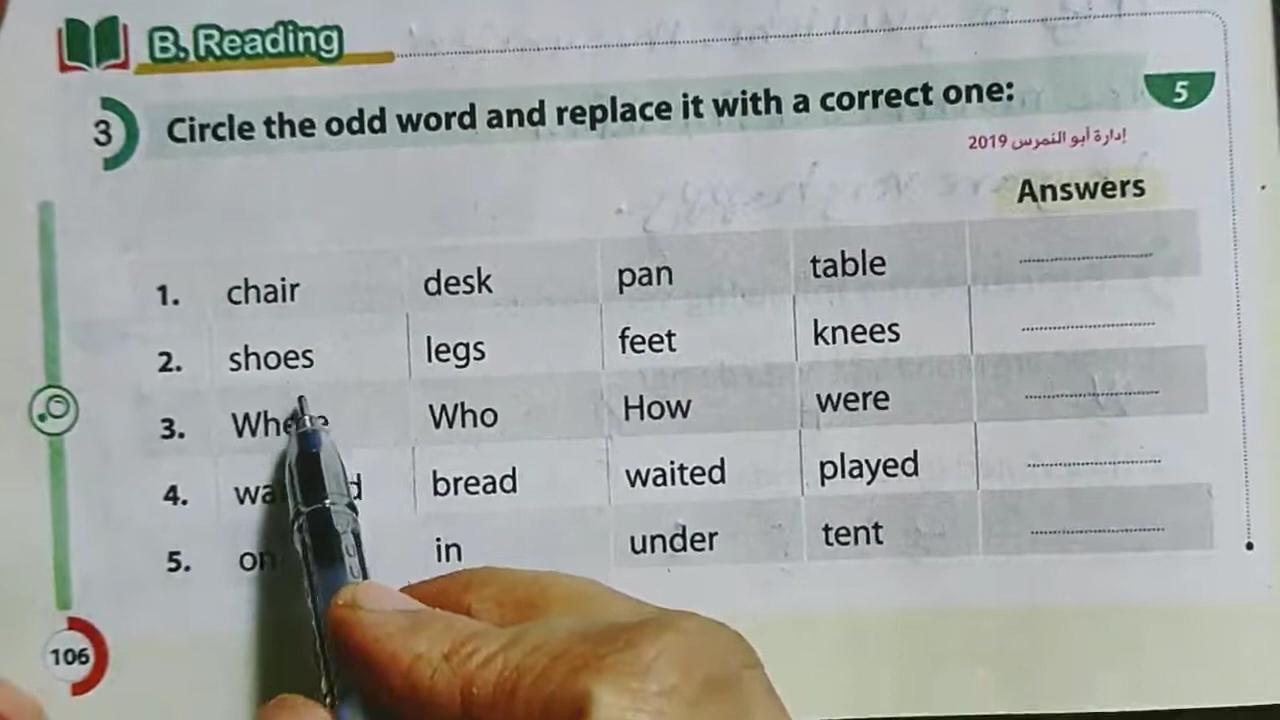 B. Reading
3 Circle the odd word and replace it with a correct one: 5
إدارة أبو النمرس 2019
Answers
1. chair desk pan table
2. shoes legs feet knees
3. Who How were
4. bread waited played
5. on in under tent
106